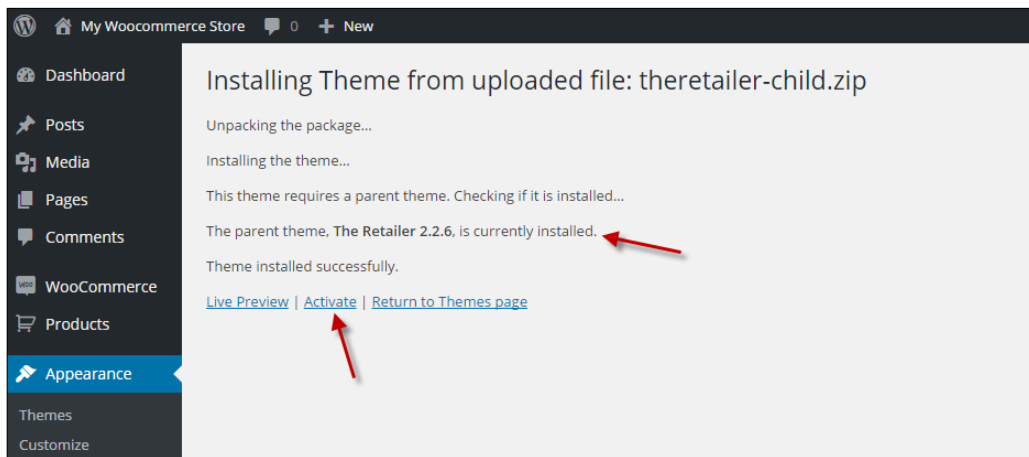 My Woocommerce Store 0 + New
Dashboard
Posts
Media
Pages
Comments
WOO WooCommerce
Products
Appearance
Themes
Customize
Installing Theme from uploaded file: theretailer-child.zip
Unpacking the package...
Installing the theme...
This theme requires a parent theme. Checking if it is installed...
The parent theme, The Retailer 2.2.6, is currently installed.
Theme installed successfully.
Live Preview | Activate | Return to Themes page